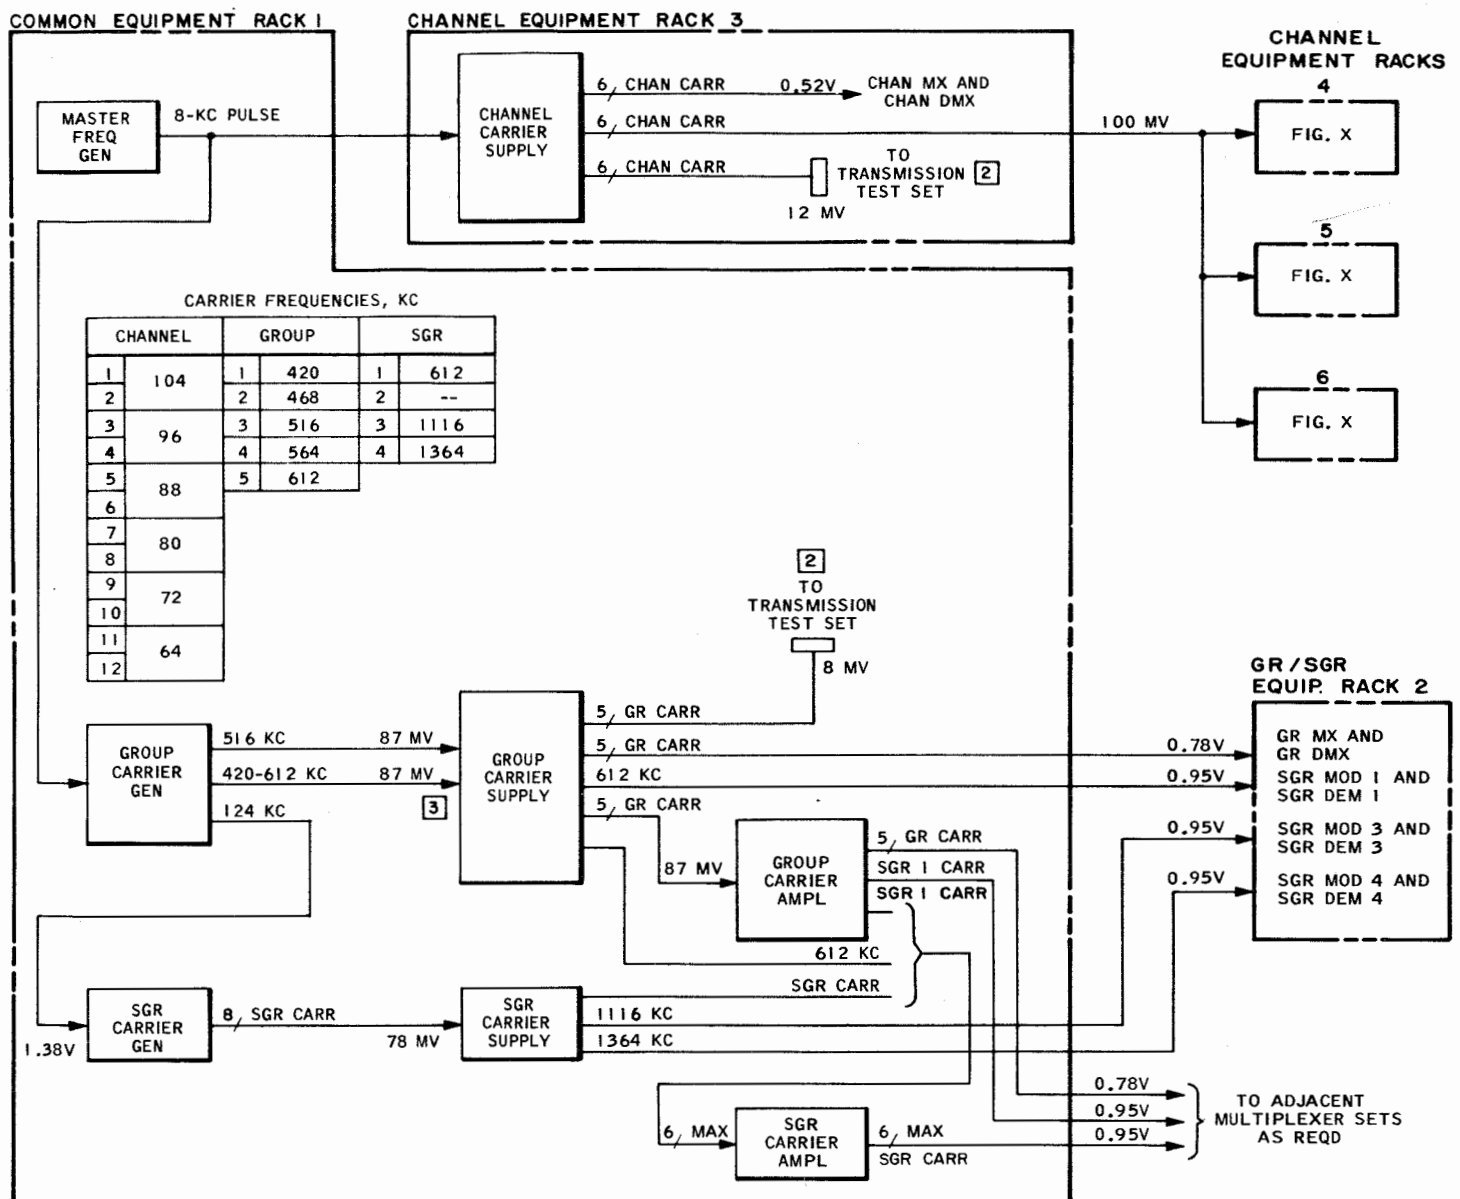 COMMON EQUIPMENT RACK 1
CHANNEL EQUIPMENT RACK 3
CHANNEL
EQUIPMENT RACKS
4
FIG. X
5
FIG. X
6
FIG. X
MASTER
FREQ
GEN
8-KC PULSE
CHANNEL
CARRIER
SUPPLY
6/ CHAN CARR
0.52V
CHAN MX AND
CHAN DMX
6/ CHAN CARR
100 MV
6/ CHAN CARR
TO
TRANSMISSION
TEST SET
2
12 MV
CARRIER FREQUENCIES, KC
CHANNEL GROUP SGR
1 104 1 420 1 612
2 2 468 2 --
3 96 3 516 3 1116
4 4 564 4 1364
5 88 5 612
6
7 80
8
9 72
10
11 64
12
2
TO
TRANSMISSION
TEST SET
8 MV
GROUP
CARRIER
GEN
516 KC 87 MV
420-612 KC 87 MV
3
124 KC
GROUP
CARRIER
SUPPLY
5/ GR CARR
5/ GR CARR
0.78V
612 KC
0.95V
5/ GR CARR
87 MV
GROUP
CARRIER
AMPL
5/ GR CARR
SGR 1 CARR
SGR 1 CARR
612 KC
SGR CARR
GR/SGR
EQUIP. RACK 2
GR MX AND
GR DMX
SGR MOD 1 AND
SGR DEM 1
0.95V
SGR MOD 3 AND
SGR DEM 3
0.95V
SGR MOD 4 AND
SGR DEM 4
1.38V
SGR
CARRIER
GEN
8/ SGR CARR
78 MV
SGR
CARRIER
SUPPLY
1116 KC
1364 KC
6/ MAX
SGR
CARRIER
AMPL
6/ MAX
SGR CARR
0.78V
0.95V
0.95V
TO ADJACENT
MULTIPLEXER SETS
AS REQD